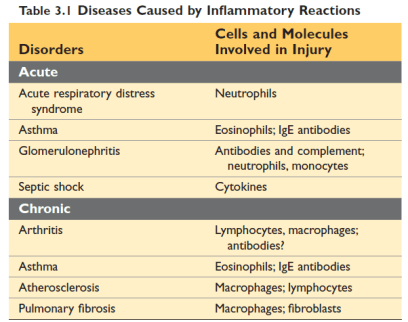 Table 3.1 Diseases Caused by Inflammatory Reactions
Disorders
Cells and Molecules
Involved in Injury
Acute
Acute respiratory distress
syndrome
Neutrophils
Asthma
Eosinophils; IgE antibodies
Glomerulonephritis
Antibodies and complement;
neutrophils, monocytes
Septic shock
Cytokines
Chronic
Arthritis
Lymphocytes, macrophages;
antibodies?
Asthma
Eosinophils; IgE antibodies
Atherosclerosis
Macrophages; lymphocytes
Pulmonary fibrosis
Macrophages; fibroblasts